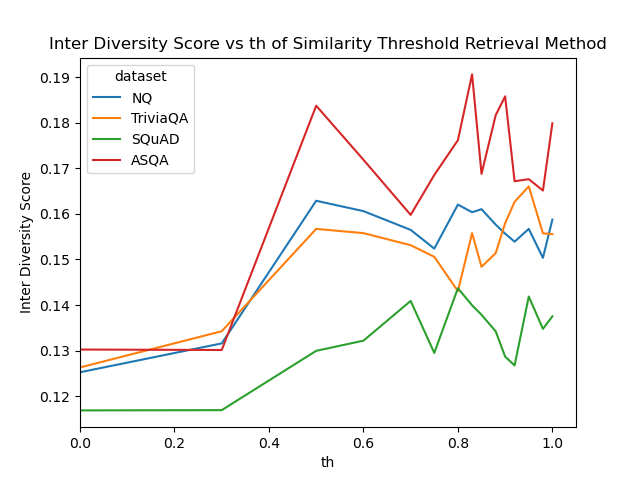 Inter Diversity Score vs th of Similarity Threshold Retrieval Method
0.19
0.18
0.17
0.16
0.15
0.14
0.13
0.12
Inter Diversity Score
dataset
NQ
TriviaQA
SQuAD
ASQA
0.0 0.2 0.4 0.6 0.8 1.0
th